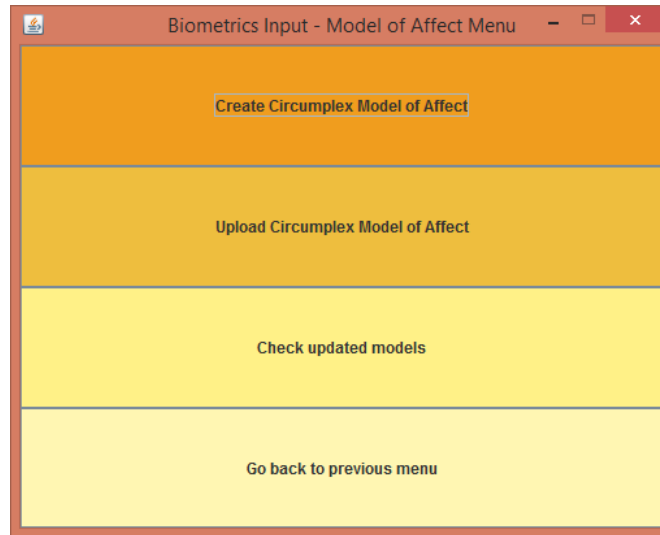 Biometrics Input - Model of Affect Menu
Create Circumplex Model of Affect
Upload Circumplex Model of Affect
Check updated models
Go back to previous menu